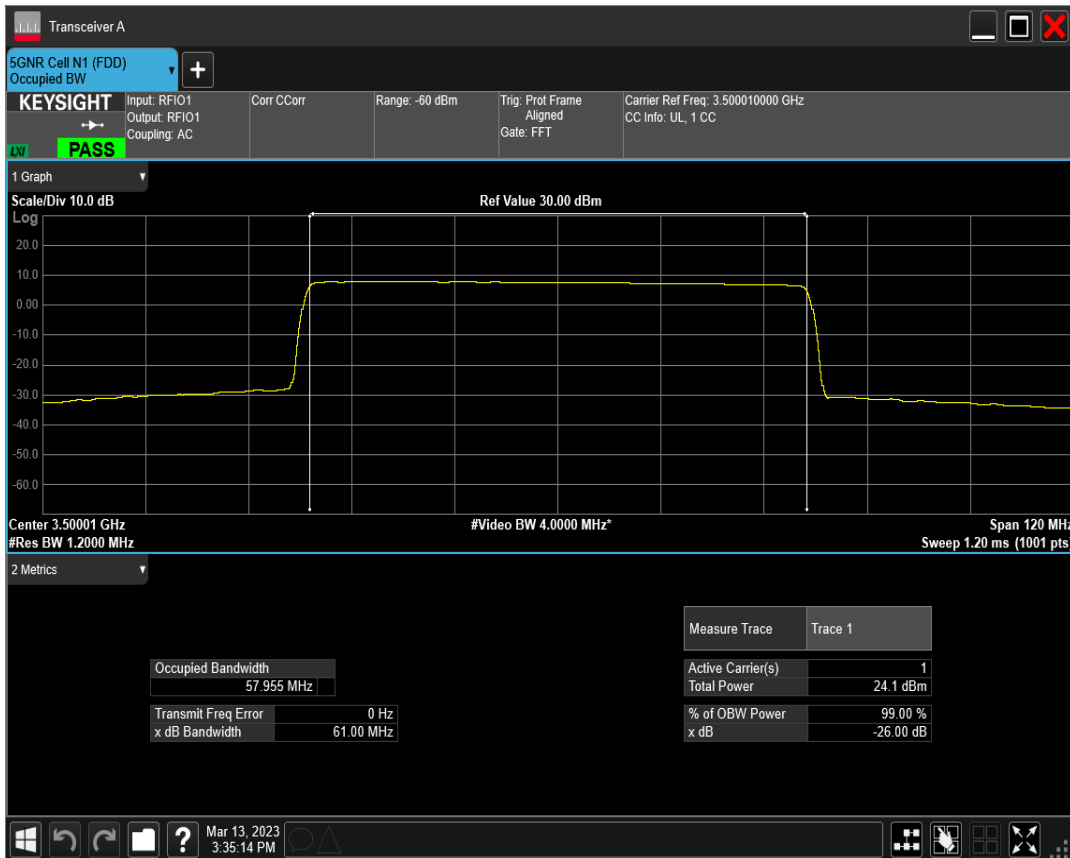 Transceiver A
5GNR Cell N1 (FDD)
Occupied BW
KEYSIGHT
LXI
PASS
Input: RFIO1
Output: RFIO1
Coupling: AC
Corr CCorr
Range: -60 dBm
Trig: Prot Frame
Aligned
Gate: FFT
Carrier Ref Freq: 3.500010000 GHz
CC Info: UL, 1 CC
1 Graph
Scale/Div 10.0 dB
Ref Value 30.00 dBm
Log
20.0
10.0
0.00
-10.0
-20.0
-30.0
-40.0
-50.0
-60.0
Center 3.50001 GHz
#Video BW 4.0000 MHz*
Span 120 MHz
#Res BW 1.2000 MHz
Sweep 1.20 ms (1001 pts)
2 Metrics
Measure Trace Trace 1
Occupied Bandwidth
57.955 MHz
Active Carrier(s) 1
Total Power 24.1 dBm
Transmit Freq Error 0 Hz
x dB Bandwidth 61.00 MHz
% of OBW Power 99.00 %
x dB -26.00 dB
?
Mar 13, 2023
3:35:14 PM